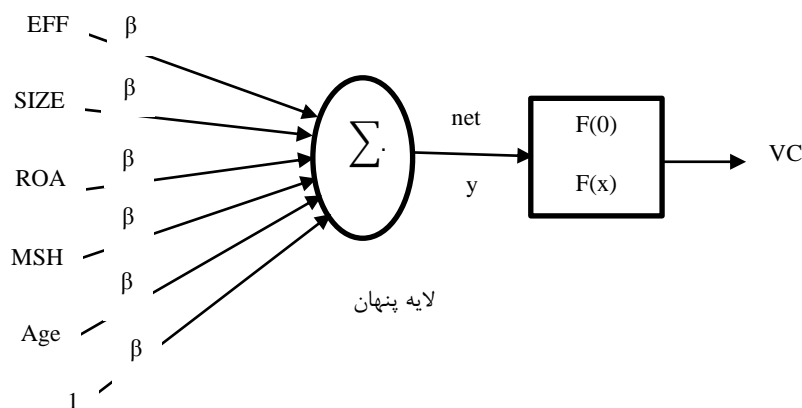 EFF
β
SIZE
β
ROA
β
MSH
β
Age
β
1
β
∑.
لایه پنهان
net
y
F(0)
F(x)
VC